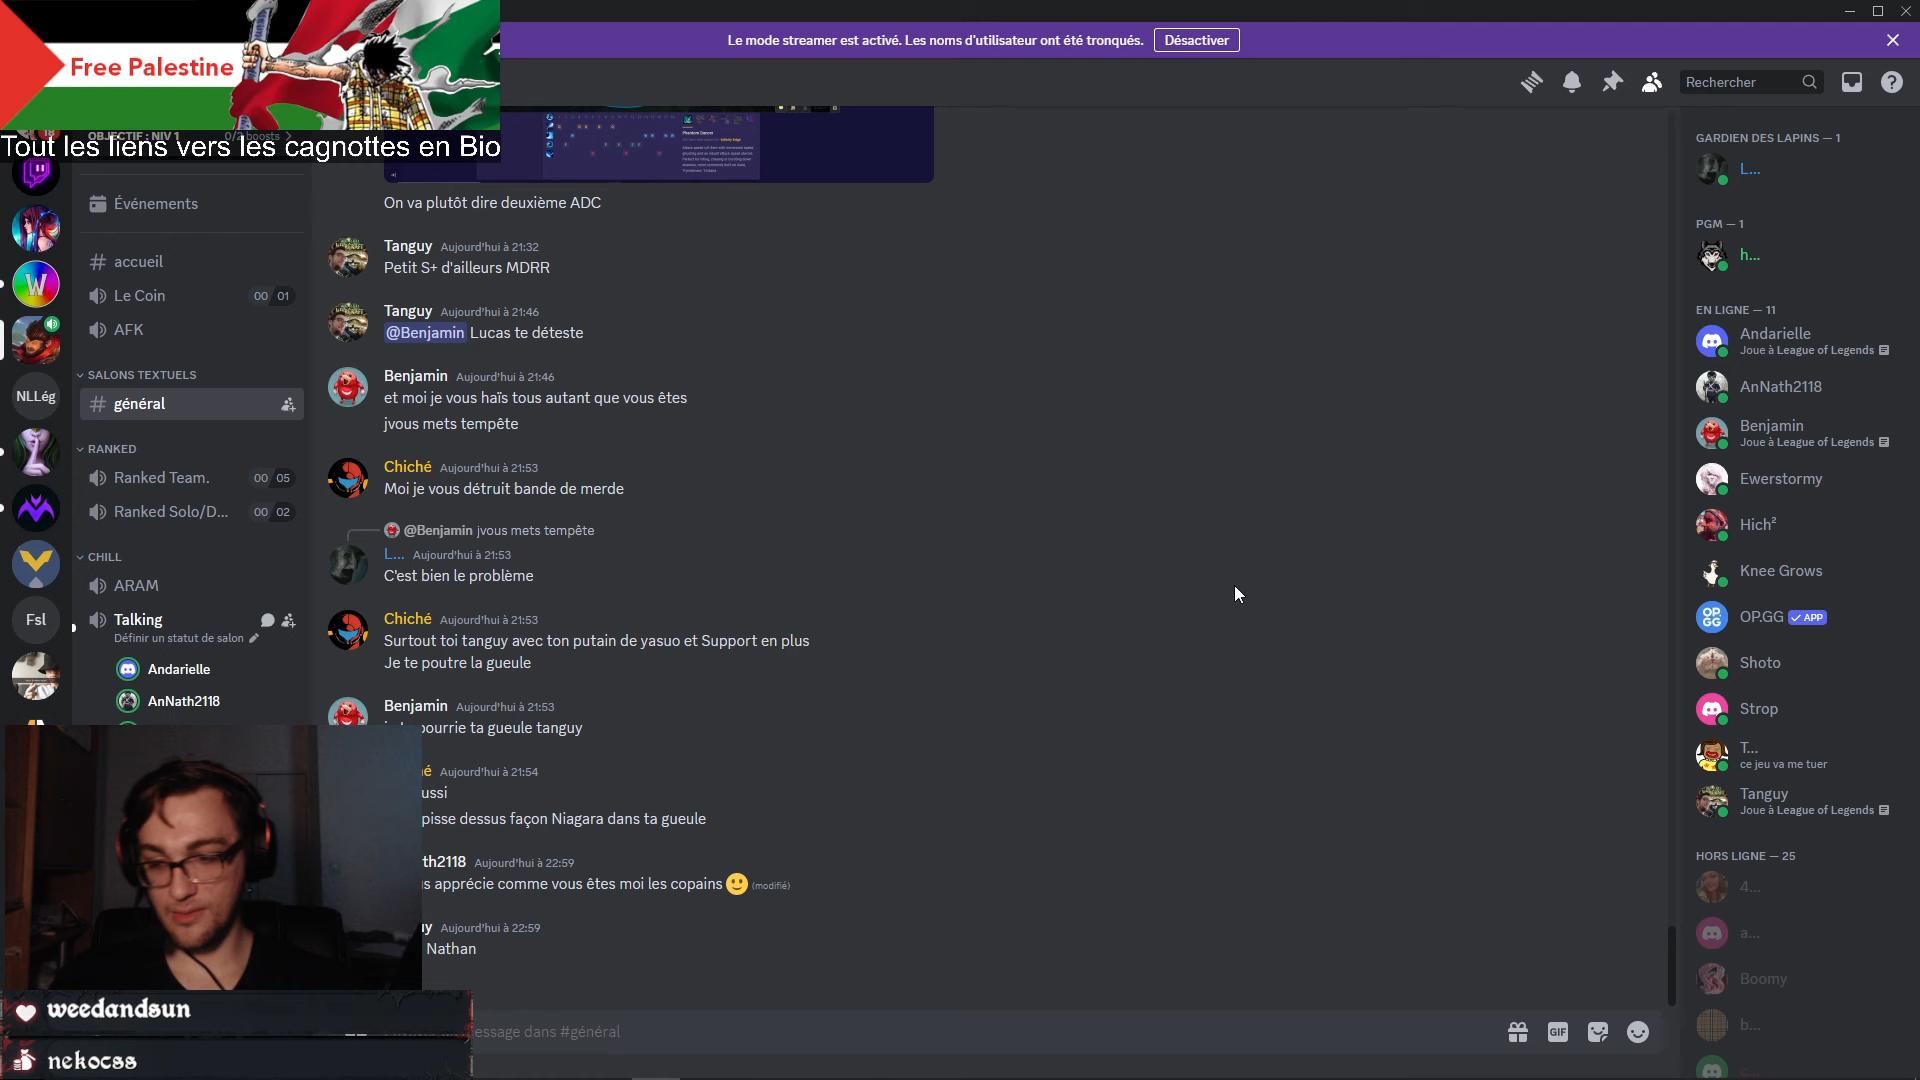 Free Palestine
Tout les liens vers les cagnottes en Bio
OBJECTIF : NIV 1
boosts
Le mode streamer est activé. Les noms d'utilisateur ont été tronqués.
Désactiver
Rechercher
18
W
NLLég
Fsl
Événements
accueil
Le Coin
00 01
AFK
SALONS TEXTUELS
général
RANKED
Ranked Team.
00 05
Ranked Solo/D...
00 02
CHILL
ARAM
Talking
Définir un statut de salon
Andarielle
AnNath2118
Phantom Dancer
On va plutôt dire deuxième ADC
Tanguy Aujourd'hui à 21:32
Petit S+ d'ailleurs MDRR
Tanguy Aujourd'hui à 21:46
@Benjamin Lucas te déteste
Benjamin Aujourd'hui à 21:46
et moi je vous haïs tous autant que vous êtes
jvous mets tempête
Chiché Aujourd'hui à 21:53
Moi je vous détruit bande de merde
@Benjamin jvous mets tempête
L... Aujourd'hui à 21:53
C'est bien le problème
Chiché Aujourd'hui à 21:53
Surtout toi tanguy avec ton putain de yasuo et Support en plus
Je te poutre la gueule
Benjamin Aujourd'hui à 21:53
pourrie ta gueule tanguy
é Aujourd'hui à 21:54
ussi
pisse dessus façon Niagara dans ta gueule
th2118 Aujourd'hui à 22:59
s apprécie comme vous êtes moi les copains 🙂 (modifié)
uy Aujourd'hui à 22:59
Nathan
essage dans #général
GIF
weedandsun
nekocss
GARDIEN DES LAPINS — 1
L...
PGM — 1
h...
EN LIGNE — 11
Andarielle
Joue à League of Legends
AnNath2118
Benjamin
Joue à League of Legends
Ewerstormy
Hich²
Knee Grows
OP.GG
OP.GG APP
Shoto
Strop
T...
ce jeu va me tuer
Tanguy
Joue à League of Legends
HORS LIGNE — 25
4...
a...
Boomy
b...